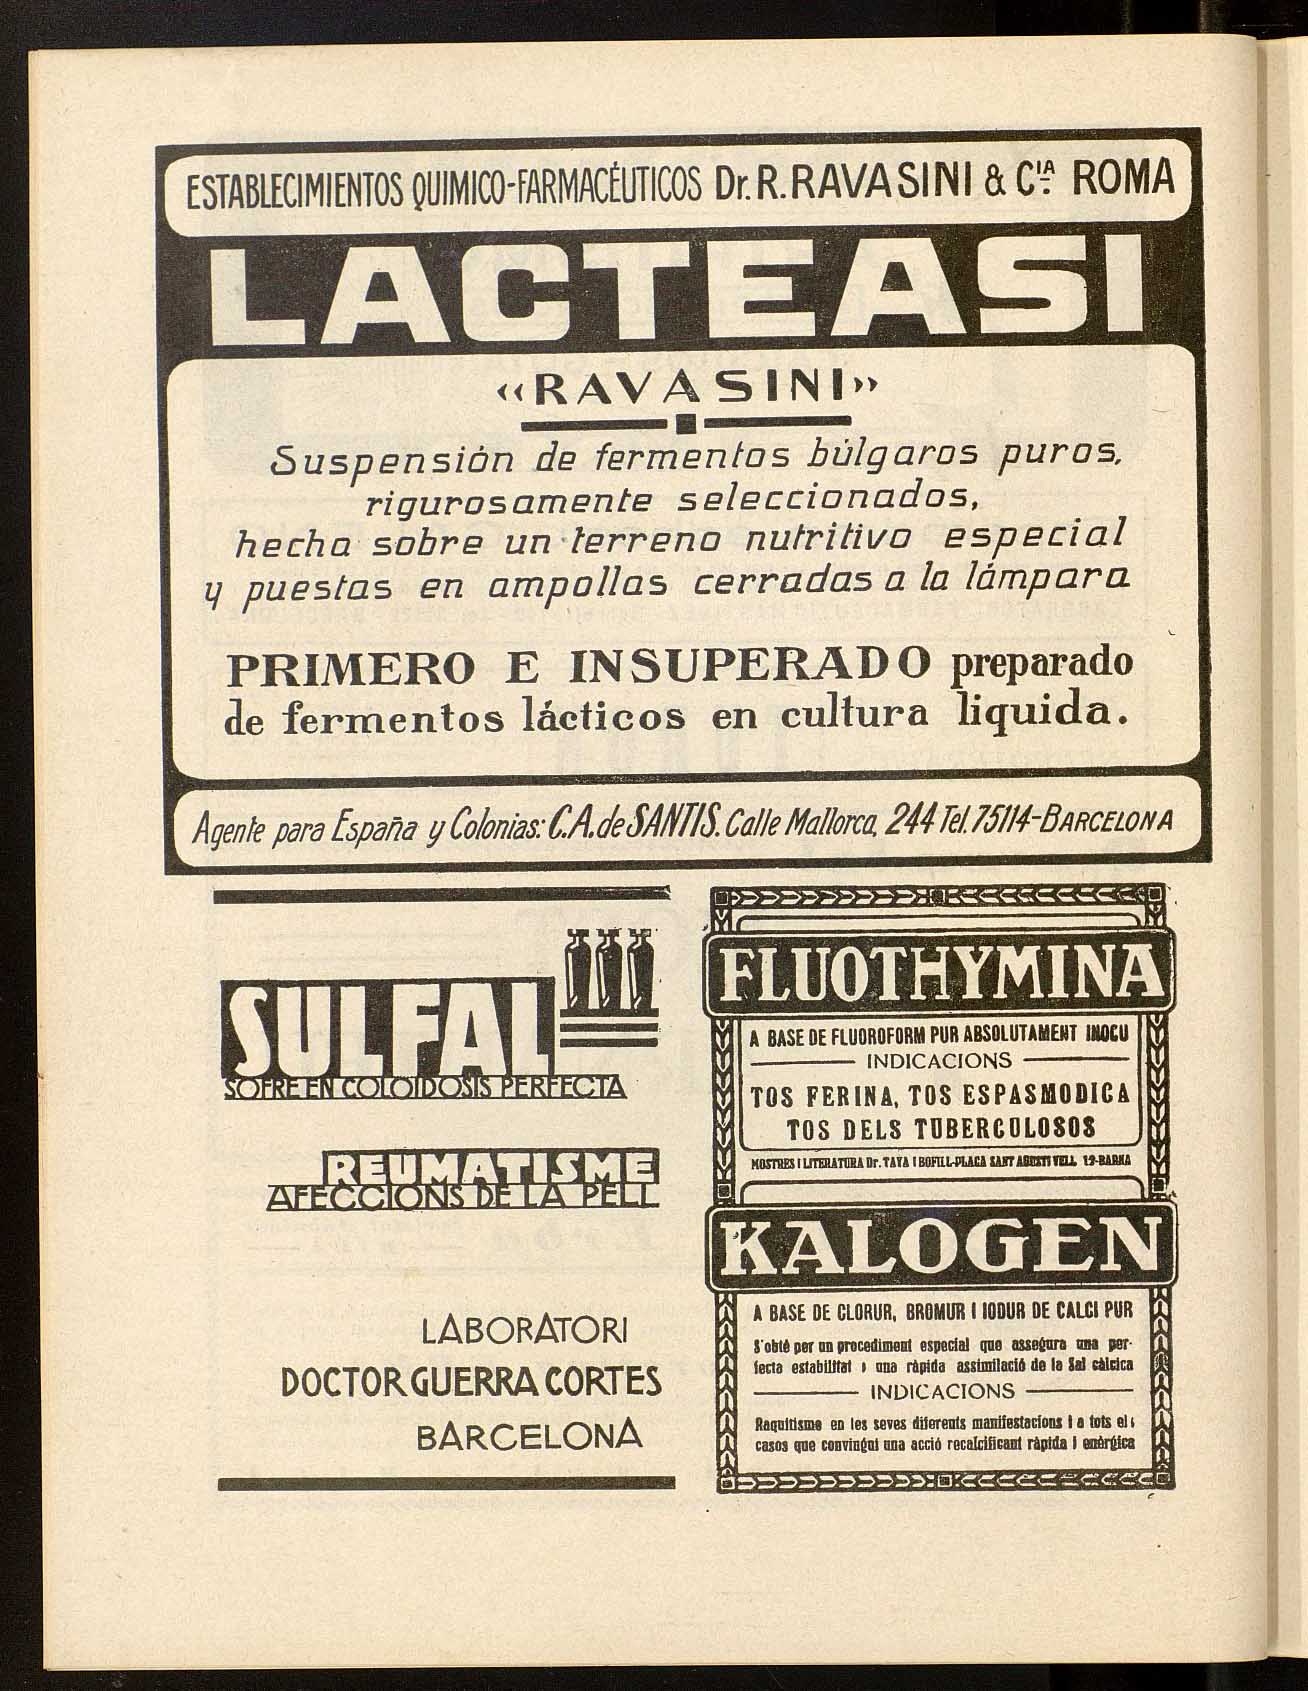 ESTABLECIMIENTOS QUIMICO-FARMACÉUTICOS Dr. R. RAVASINI & Cᴵᴬ. ROMA
LACTEASI
«RAVASINI»
Suspensión de fermentos búlgaros puros,
rigurosamente seleccionados,
hecha sobre un terreno nutritivo especial
y puestas en ampollas cerradas a la lámpara
PRIMERO E INSUPERADO preparado
de fermentos lácticos en cultura liquida.
Agente para España y Colonias: C.A. de SANTIS. Calle Mallorca, 244 Tel. 75114-BARCELONA
SULFAL
SOFRE EN COLOIDOSIS PERFECTA
REUMATISME
AFECCIONS DE LA PELL
LABORATORI
DOCTOR GUERRA CORTES
BARCELONA
FLUOTHYMINA
A BASE DE FLUOROFORM PUR ABSOLUTAMENT INOCU
INDICACIONS
TOS FERINA, TOS ESPASMODICA
TOS DELS TUBERCULOSOS
MOSTRES I LITERATURA Dr. TAYA I BOFILL-PLAÇA SANT AGUSTI VELL 19-BARNA
KALOGEN
A BASE DE CLORUR, BROMUR I IODUR DE CALCI PUR
S'obté per un procediment especial que assegura una per-
fecta estabilitat i una ràpida assimilació de la Sal càlcica
INDICACIONS
Raquitisme en les seves diferents manifestacions i a tots els
casos que convingui una acció recalcificant ràpida i enèrgica